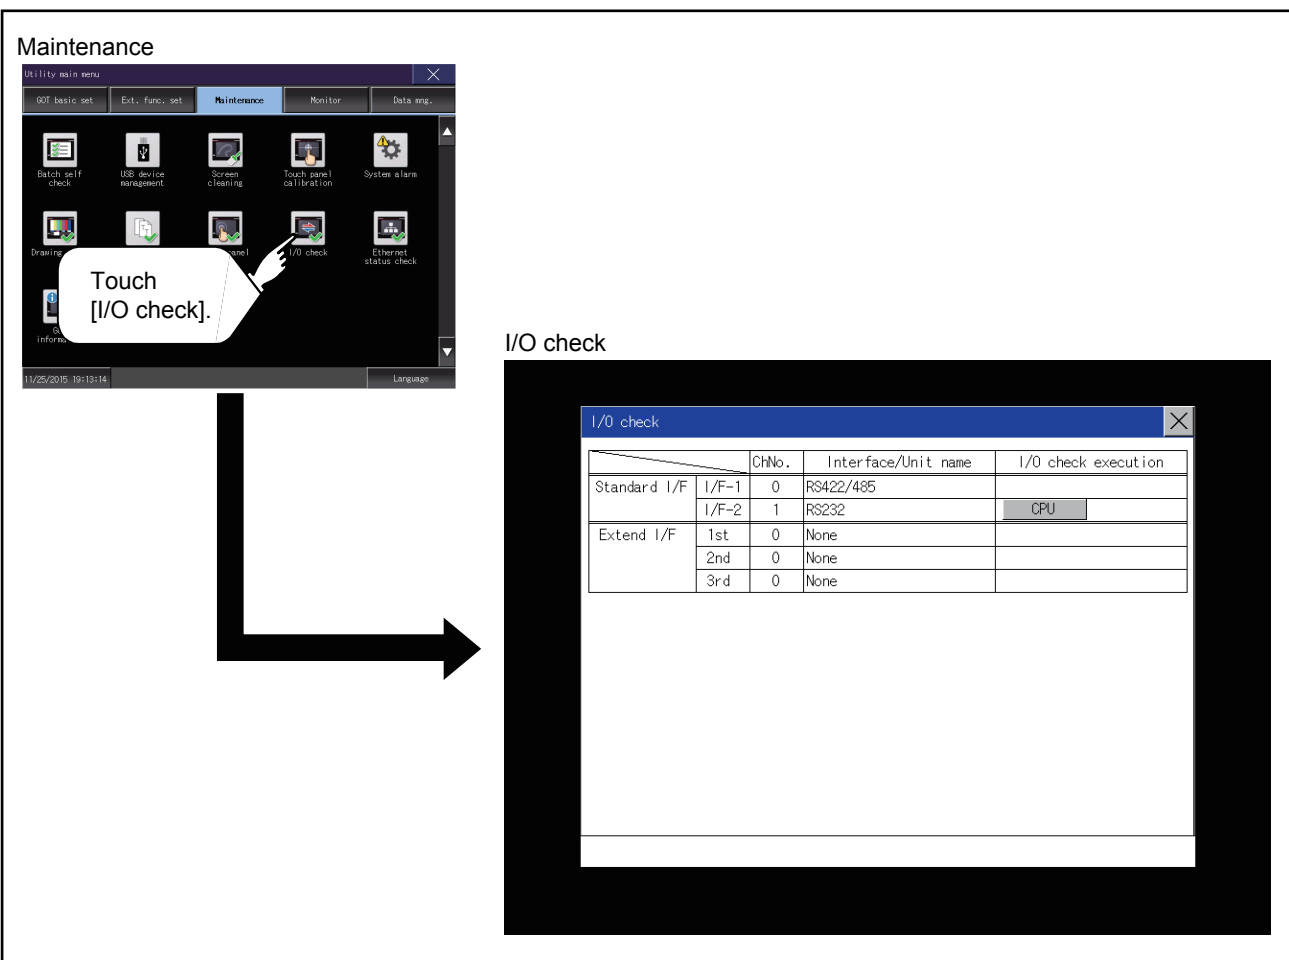 Maintenance
Utility main menu
GOT basic set Ext. func. set Maintenance Monitor Data mng.
Batch self check
USB device management
Screen cleaning
Touch panel calibration
System alarm
Drawing
I/O check
Ethernet status check
Touch
[I/O check].
11/25/2015 19:13:14 Language
I/O check
I/O check
ChNo. Interface/Unit name I/O check execution
Standard I/F I/F-1 0 RS422/485
I/F-2 1 RS232 CPU
Extend I/F 1st 0 None
2nd 0 None
3rd 0 None